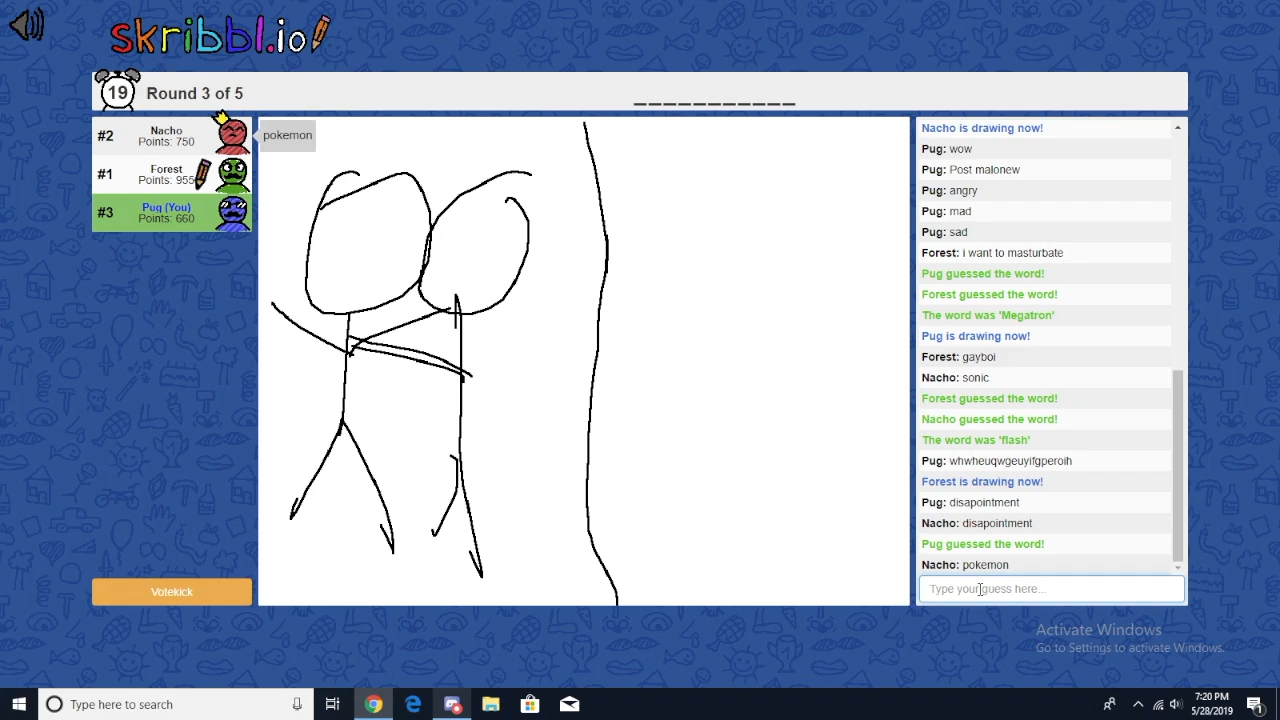 skribbl.io
19 Round 3 of 5
___________
#2 Nacho
Points: 750
pokemon
#1 Forest
Points: 955
#3 Pug (You)
Points: 660
Votekick
Nacho is drawing now!
Pug: wow
Pug: Post malonew
Pug: angry
Pug: mad
Pug: sad
Forest: i want to masturbate
Pug guessed the word!
Forest guessed the word!
The word was 'Megatron'
Pug is drawing now!
Forest: gayboi
Nacho: sonic
Forest guessed the word!
Nacho guessed the word!
The word was 'flash'
Pug: whwheuqwgeuyifgperoih
Forest is drawing now!
Pug: disapointment
Nacho: disapointment
Pug guessed the word!
Nacho: pokemon
Type your guess here...
Activate Windows
Go to Settings to activate Windows.
Type here to search
7:20 PM
5/28/2019
1